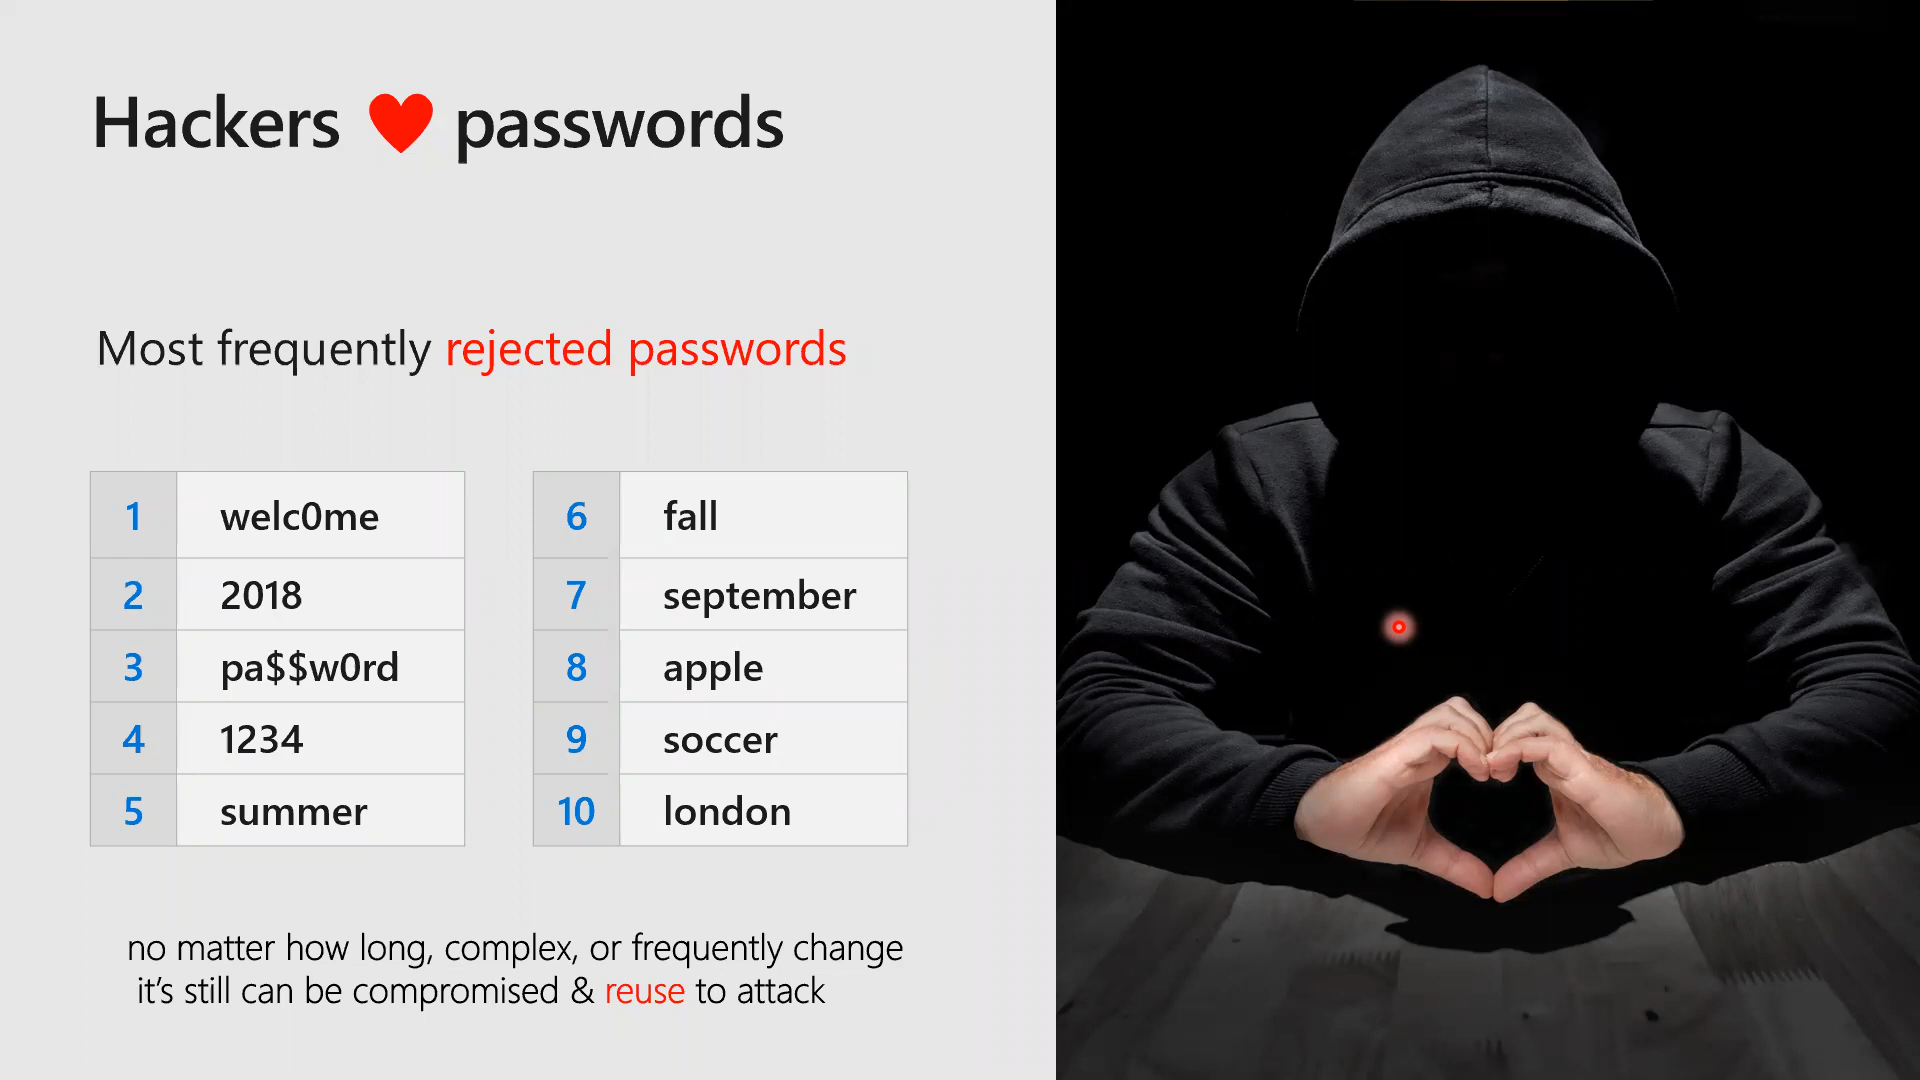 Hackers ❤ passwords
Most frequently rejected passwords
1 welc0me
2 2018
3 pa$$w0rd
4 1234
5 summer
6 fall
7 september
8 apple
9 soccer
10 london
no matter how long, complex, or frequently change
it's still can be compromised & reuse to attack